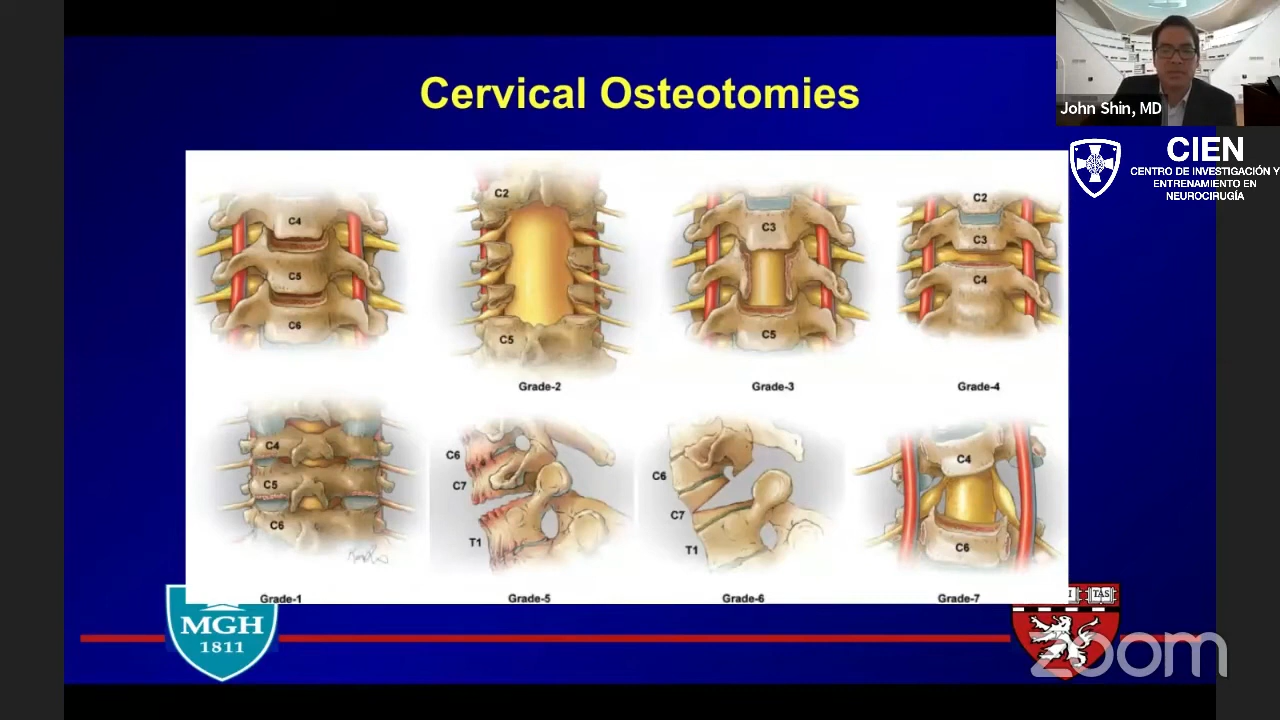 Cervical Osteotomies
John Shin, MD
CIEN
CENTRO DE INVESTIGACIÓN Y
ENTRENAMIENTO EN
NEUROCIRUGÍA
C4
C5
C6
C2
C5
Grade-2
C3
C5
Grade-3
C2
C3
C4
Grade-4
C4
C5
C6
Grade-1
C6
C7
T1
Grade-5
C6
C7
T1
Grade-6
C4
C6
Grade-7
MGH
1811
TAS
zoom